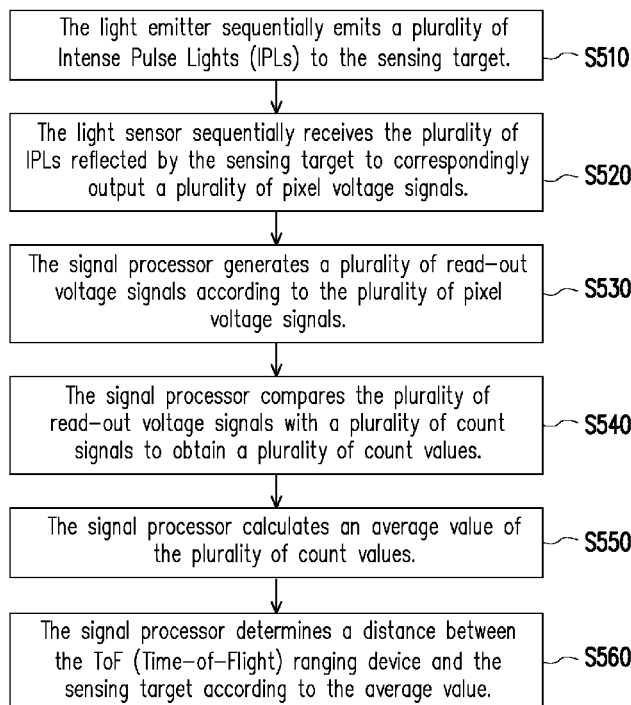 The light emitter sequentially emits a plurality of
Intense Pulse Lights (IPLs) to the sensing target.
S510
The light sensor sequentially receives the plurality of
IPLs reflected by the sensing target to correspondingly
output a plurality of pixel voltage signals.
S520
The signal processor generates a plurality of read-out
voltage signals according to the plurality of pixel
voltage signals.
S530
The signal processor compares the plurality of
read-out voltage signals with a plurality of count
signals to obtain a plurality of count values.
S540
The signal processor calculates an average value of
the plurality of count values.
S550
The signal processor determines a distance between
the ToF (Time-of-Flight) ranging device and the
sensing target according to the average value.
S560